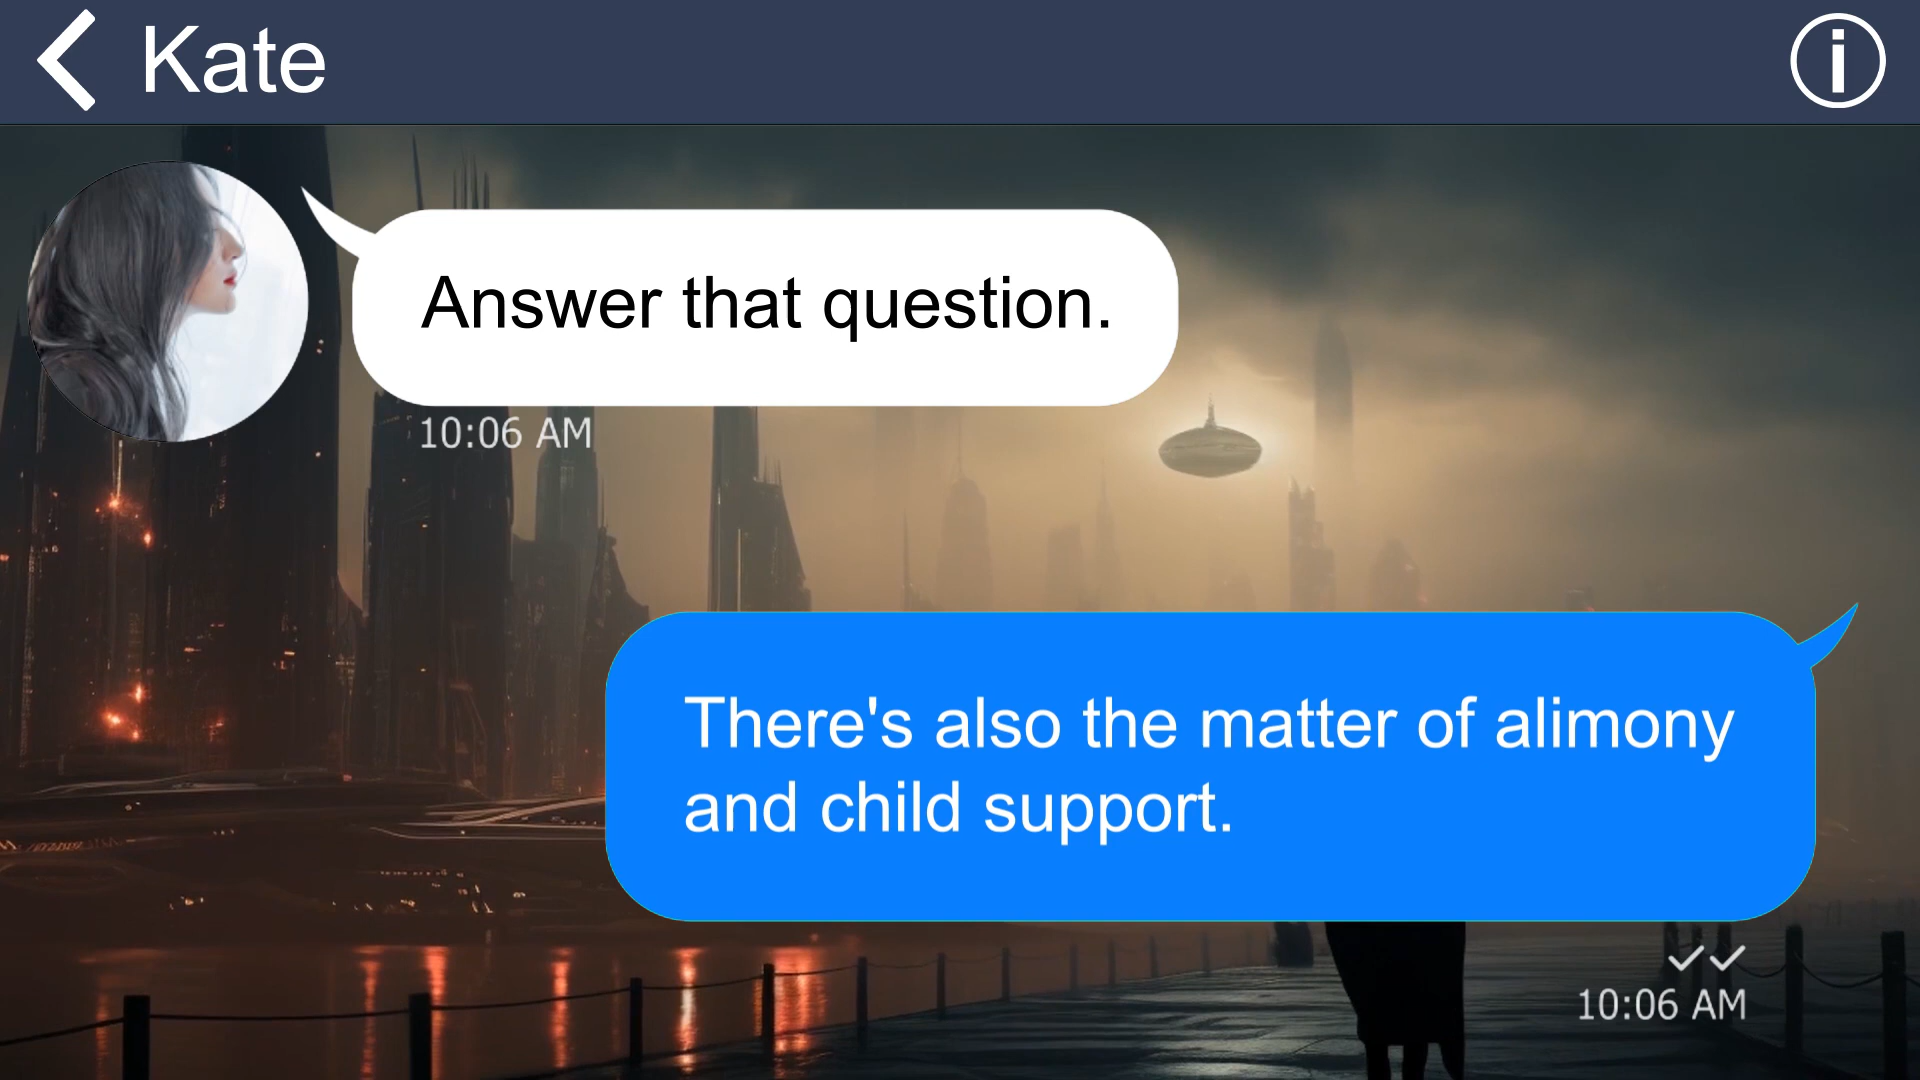 Kate
Answer that question.
10:06 AM
There's also the matter of alimony
and child support.
10:06 AM